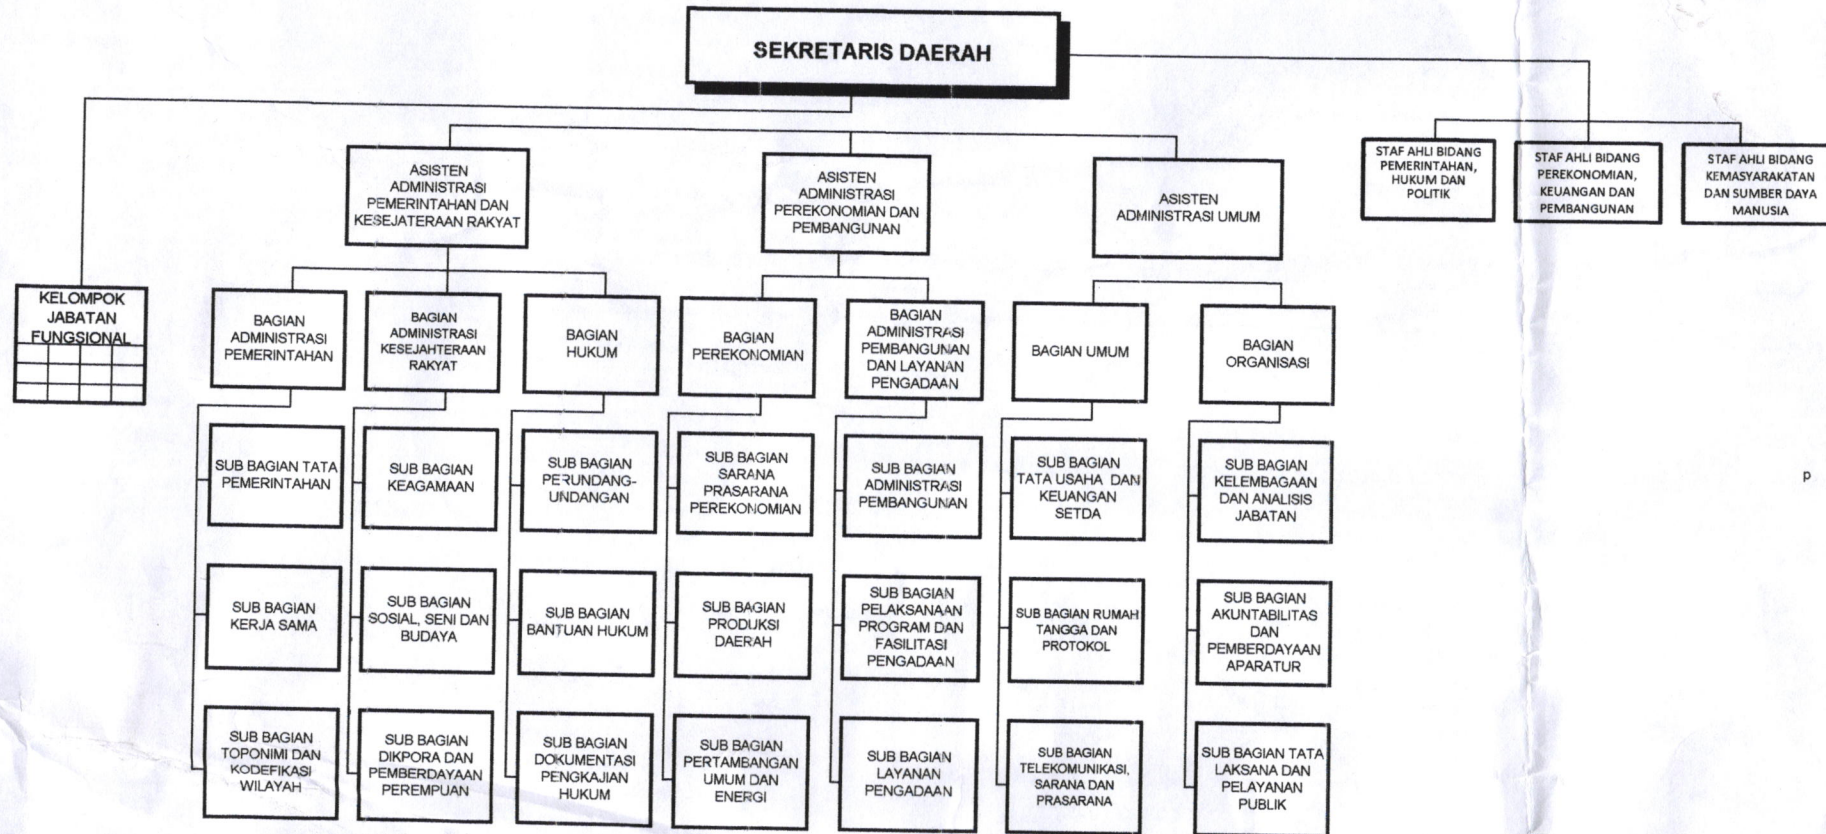 SEKRETARIS DAERAH
ASISTEN
ADMINISTRASI
PEMERINTAHAN DAN
KESEJATERAAN RAKYAT
ASISTEN
ADMINISTRASI
PEREKONOMIAN DAN
PEMBANGUNAN
ASISTEN
ADMINISTRASI UMUM
STAF AHLI BIDANG
PEMERINTAHAN,
HUKUM DAN
POLITIK
STAF AHLI BIDANG
PEREKONOMIAN,
KEUANGAN DAN
PEMBANGUNAN
STAF AHLI BIDANG
KEMASYARAKATAN
DAN SUMBER DAYA
MANUSIA
KELOMPOK
JABATAN
FUNGSIONAL
BAGIAN
ADMINISTRASI
PEMERINTAHAN
BAGIAN
ADMINISTRASI
KESEJAHTERAAN
RAKYAT
BAGIAN
HUKUM
BAGIAN
PEREKONOMIAN
BAGIAN
ADMINISTRASI
PEMBANGUNAN
DAN LAYANAN
PENGADAAN
BAGIAN UMUM
BAGIAN
ORGANISASI
SUB BAGIAN TATA
PEMERINTAHAN
SUB BAGIAN
KEAGAMAAN
SUB BAGIAN
PERUNDANG-
UNDANGAN
SUB BAGIAN
SARANA
PRASARANA
PEREKONOMIAN
SUB BAGIAN
ADMINISTRASI
PEMBANGUNAN
SUB BAGIAN
TATA USAHA DAN
KEUANGAN
SETDA
SUB BAGIAN
KELEMBAGAAN
DAN ANALISIS
JABATAN
p
SUB BAGIAN
KERJA SAMA
SUB BAGIAN
SOSIAL, SENI DAN
BUDAYA
SUB BAGIAN
BANTUAN HUKUM
SUB BAGIAN
PRODUKSI
DAERAH
SUB BAGIAN
PELAKSANAAN
PROGRAM DAN
FASILITASI
PENGADAAN
SUB BAGIAN RUMAH
TANGGA DAN
PROTOKOL
SUB BAGIAN
AKUNTABILITAS
DAN
PEMBERDAYAAN
APARATUR
SUB BAGIAN
TOPONIMI DAN
KODEFIKASI
WILAYAH
SUB BAGIAN
DIKPORA DAN
PEMBERDAYAAN
PEREMPUAN
SUB BAGIAN
DOKUMENTASI
PENGKAJIAN
HUKUM
SUB BAGIAN
PERTAMBANGAN
UMUM DAN
ENERGI
SUB BAGIAN
LAYANAN
PENGADAAN
SUB BAGIAN
TELEKOMUNIKASI,
SARANA DAN
PRASARANA
SUB BAGIAN TATA
LAKSANA DAN
PELAYANAN
PUBLIK